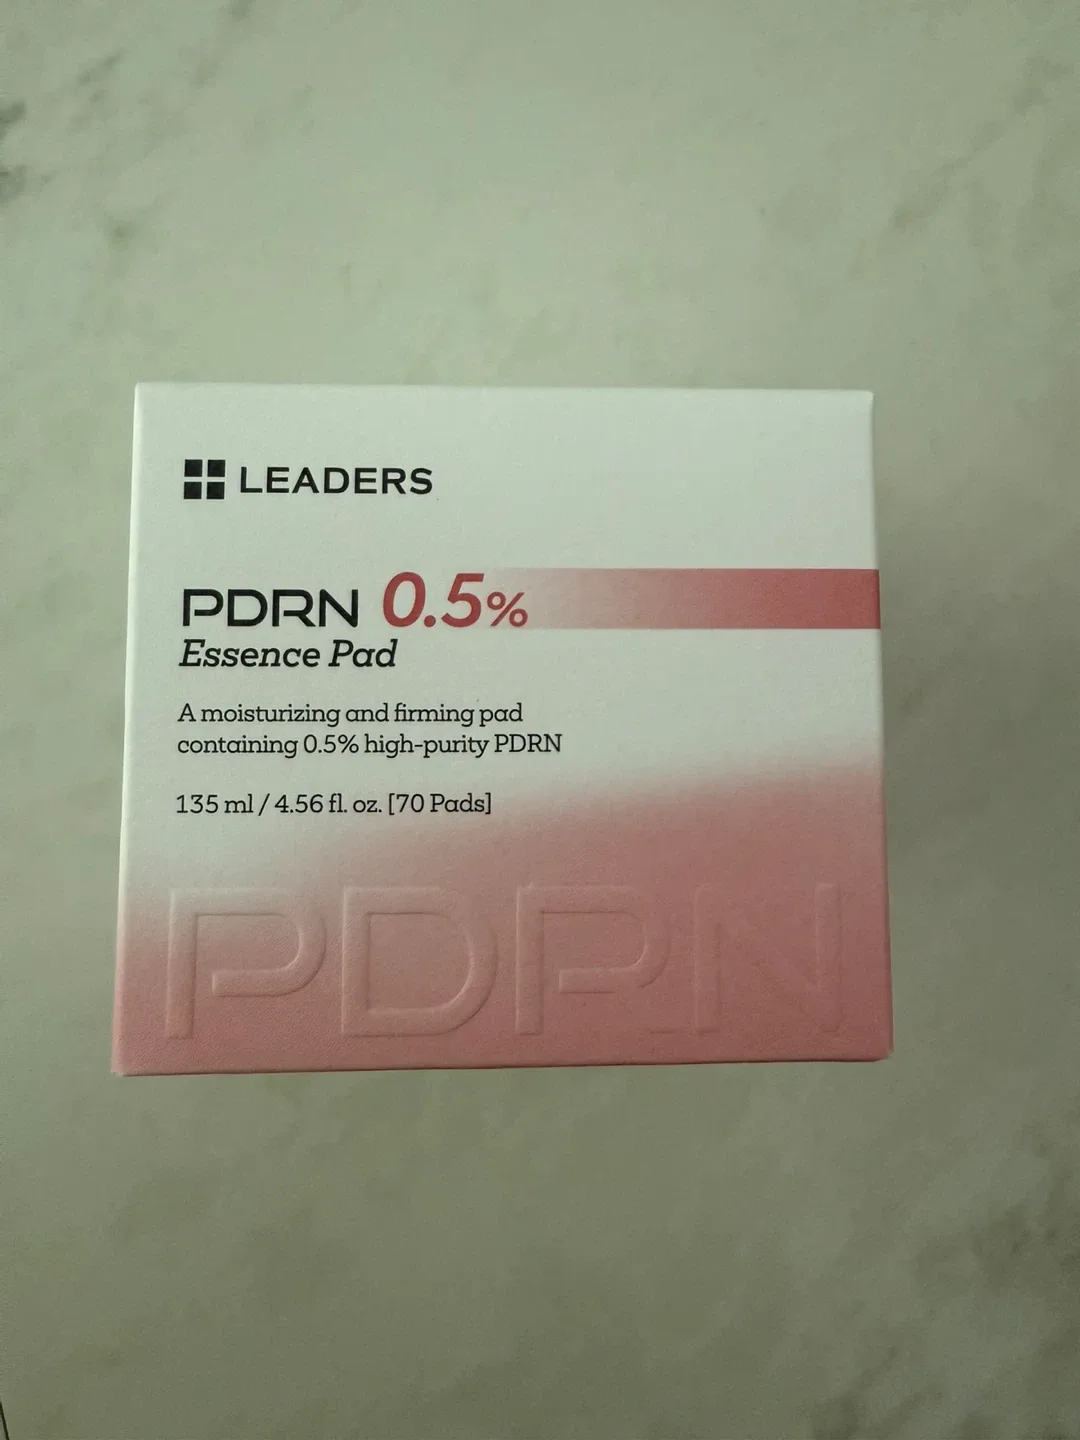 LEADERS
PDRN 0.5%
Essence Pad
A moisturizing and firming pad
containing 0.5% high-purity PDRN
135 ml / 4.56 fl. oz. [70 Pads]
PDRN